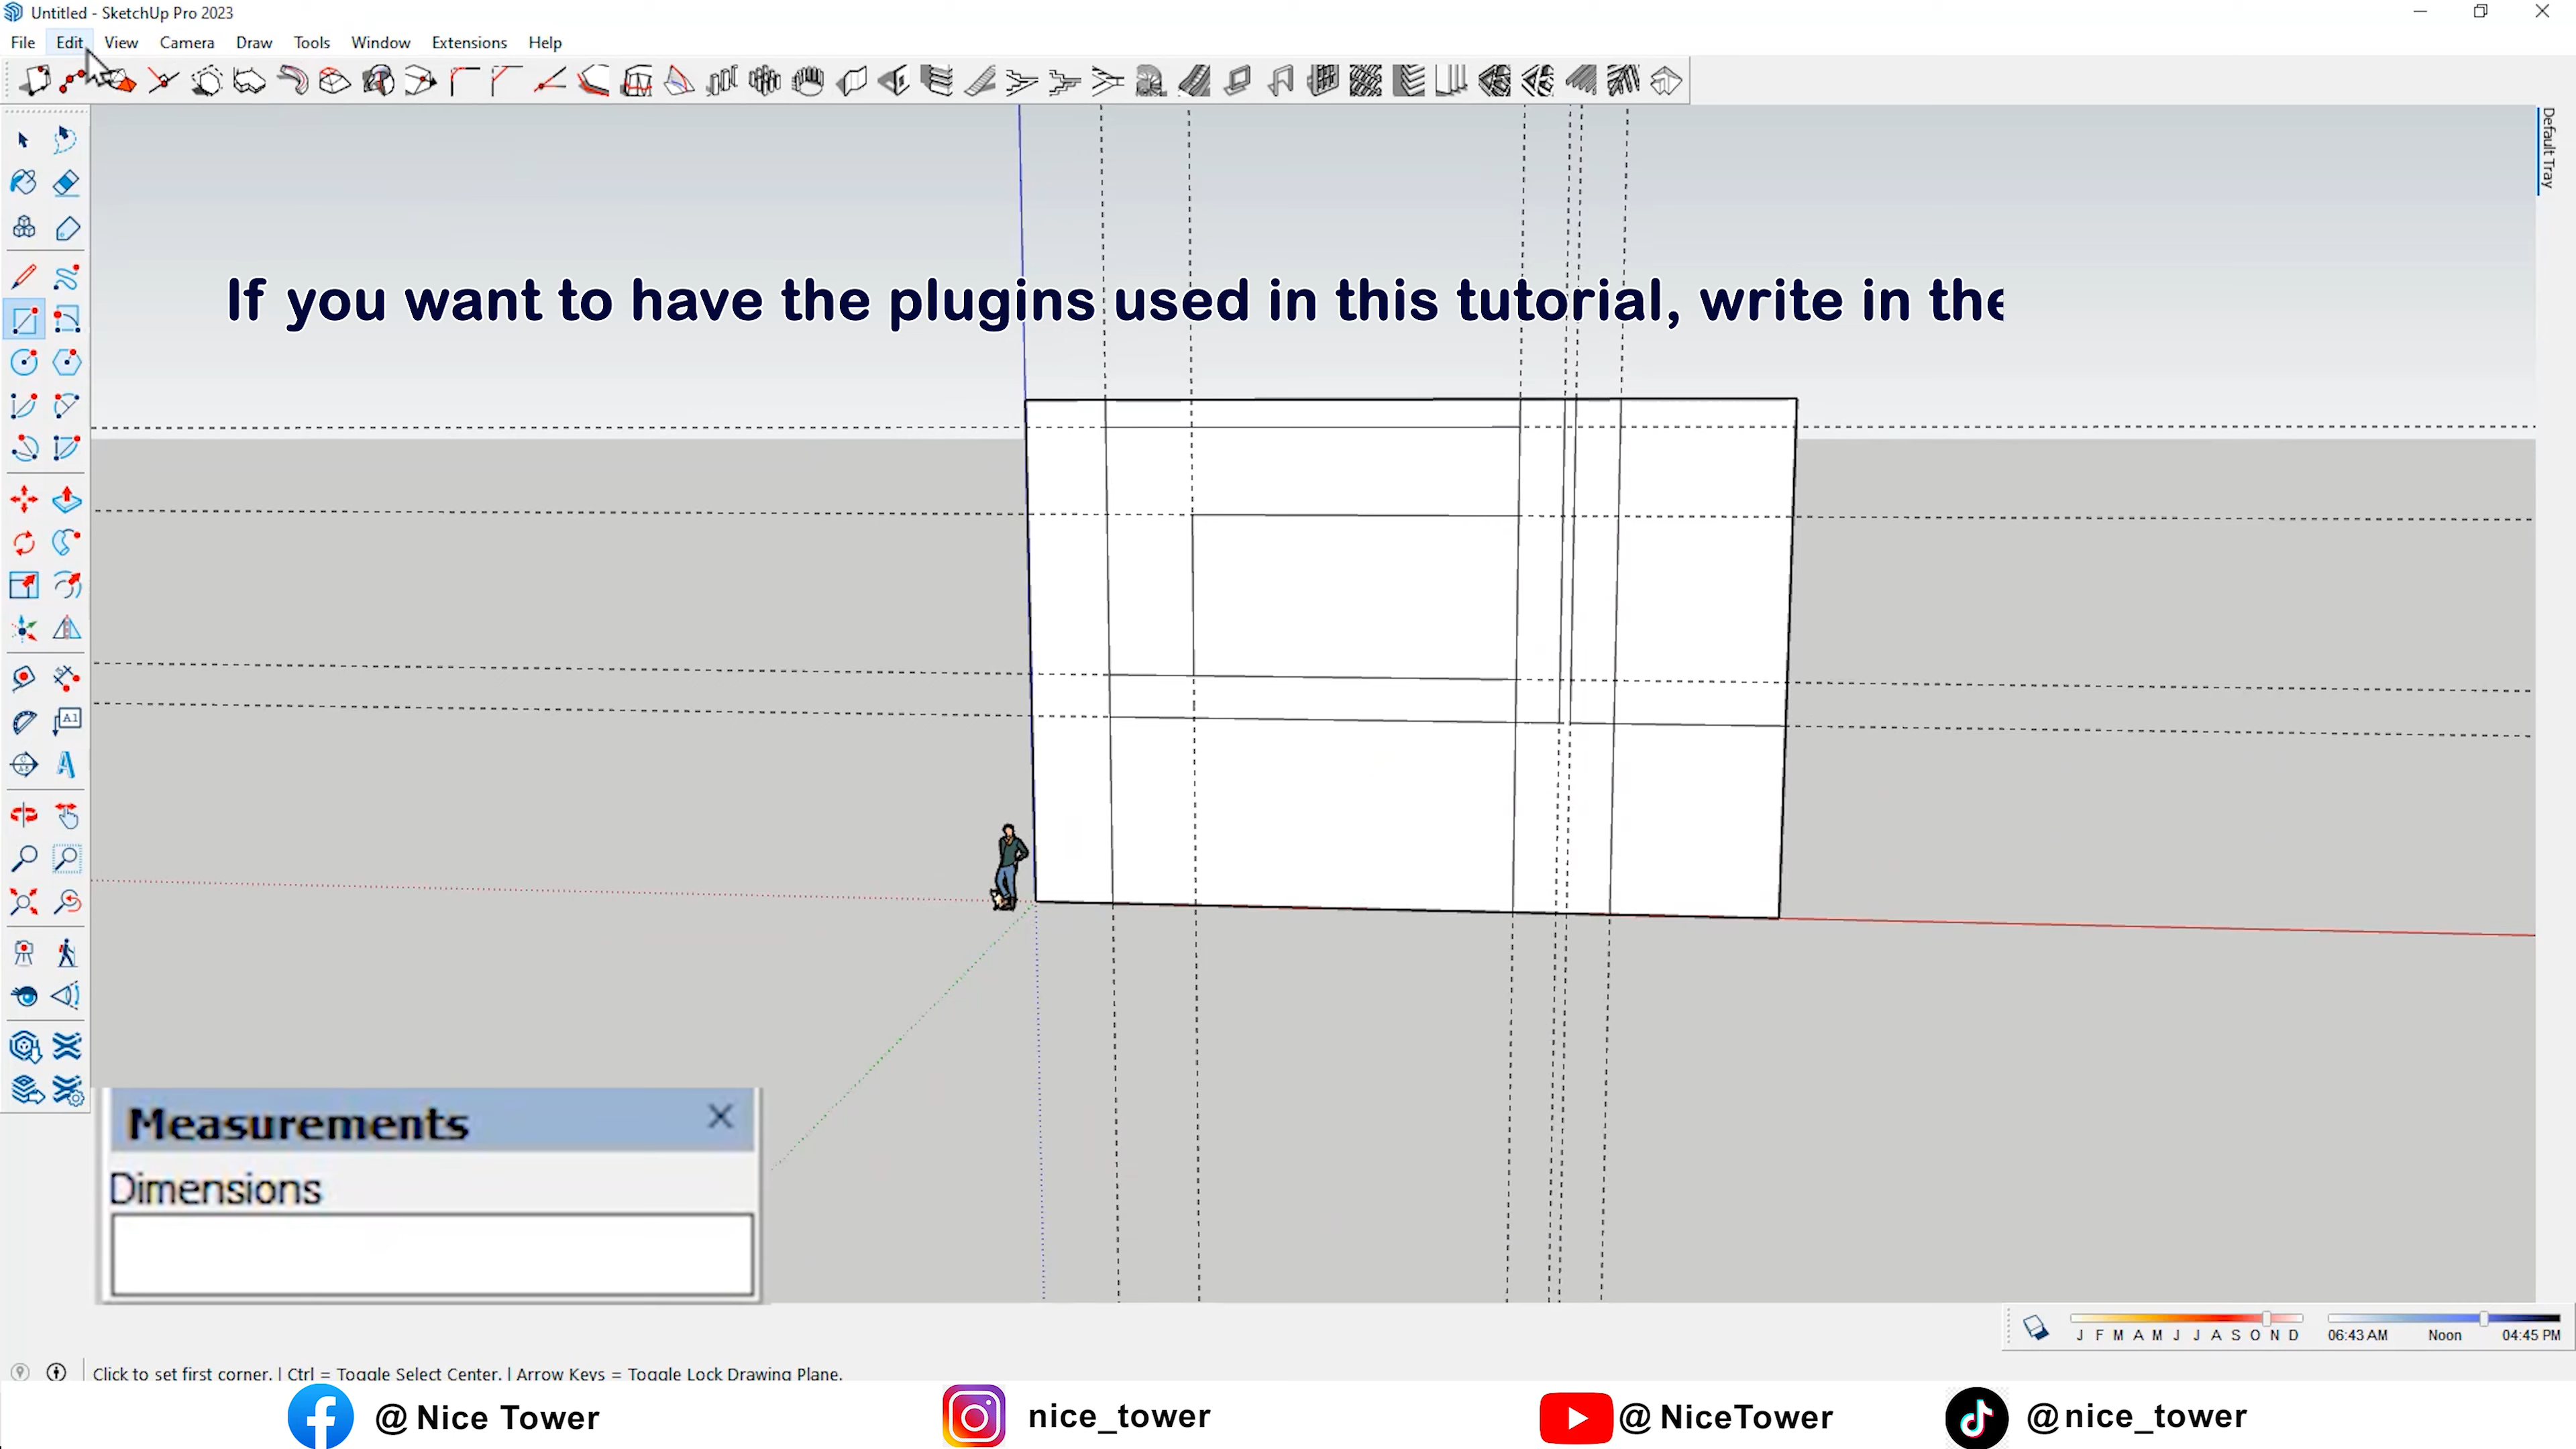 Untitled - SketchUp Pro 2023
File Edit View Camera Draw Tools Window Extensions Help
Default Tray
If you want to have the plugins used in this tutorial, write in the
A1
A
Measurements
Dimensions
J F M A M J J A S O N D
06:43 AM Noon 04:45 PM
Click to set first corner. | Ctrl = Toggle Select Center. | Arrow Keys = Toggle Lock Drawing Plane.
@ Nice Tower nice_tower @ NiceTower @nice_tower